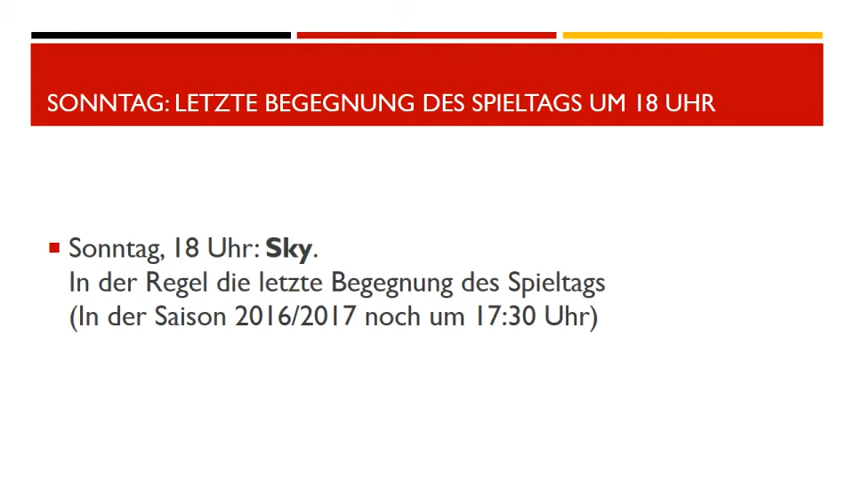 SONNTAG: LETZTE BEGEGNUNG DES SPIELTAGS UM 18 UHR
Sonntag, 18 Uhr: Sky.
In der Regel die letzte Begegnung des Spieltags
(In der Saison 2016/2017 noch um 17:30 Uhr)